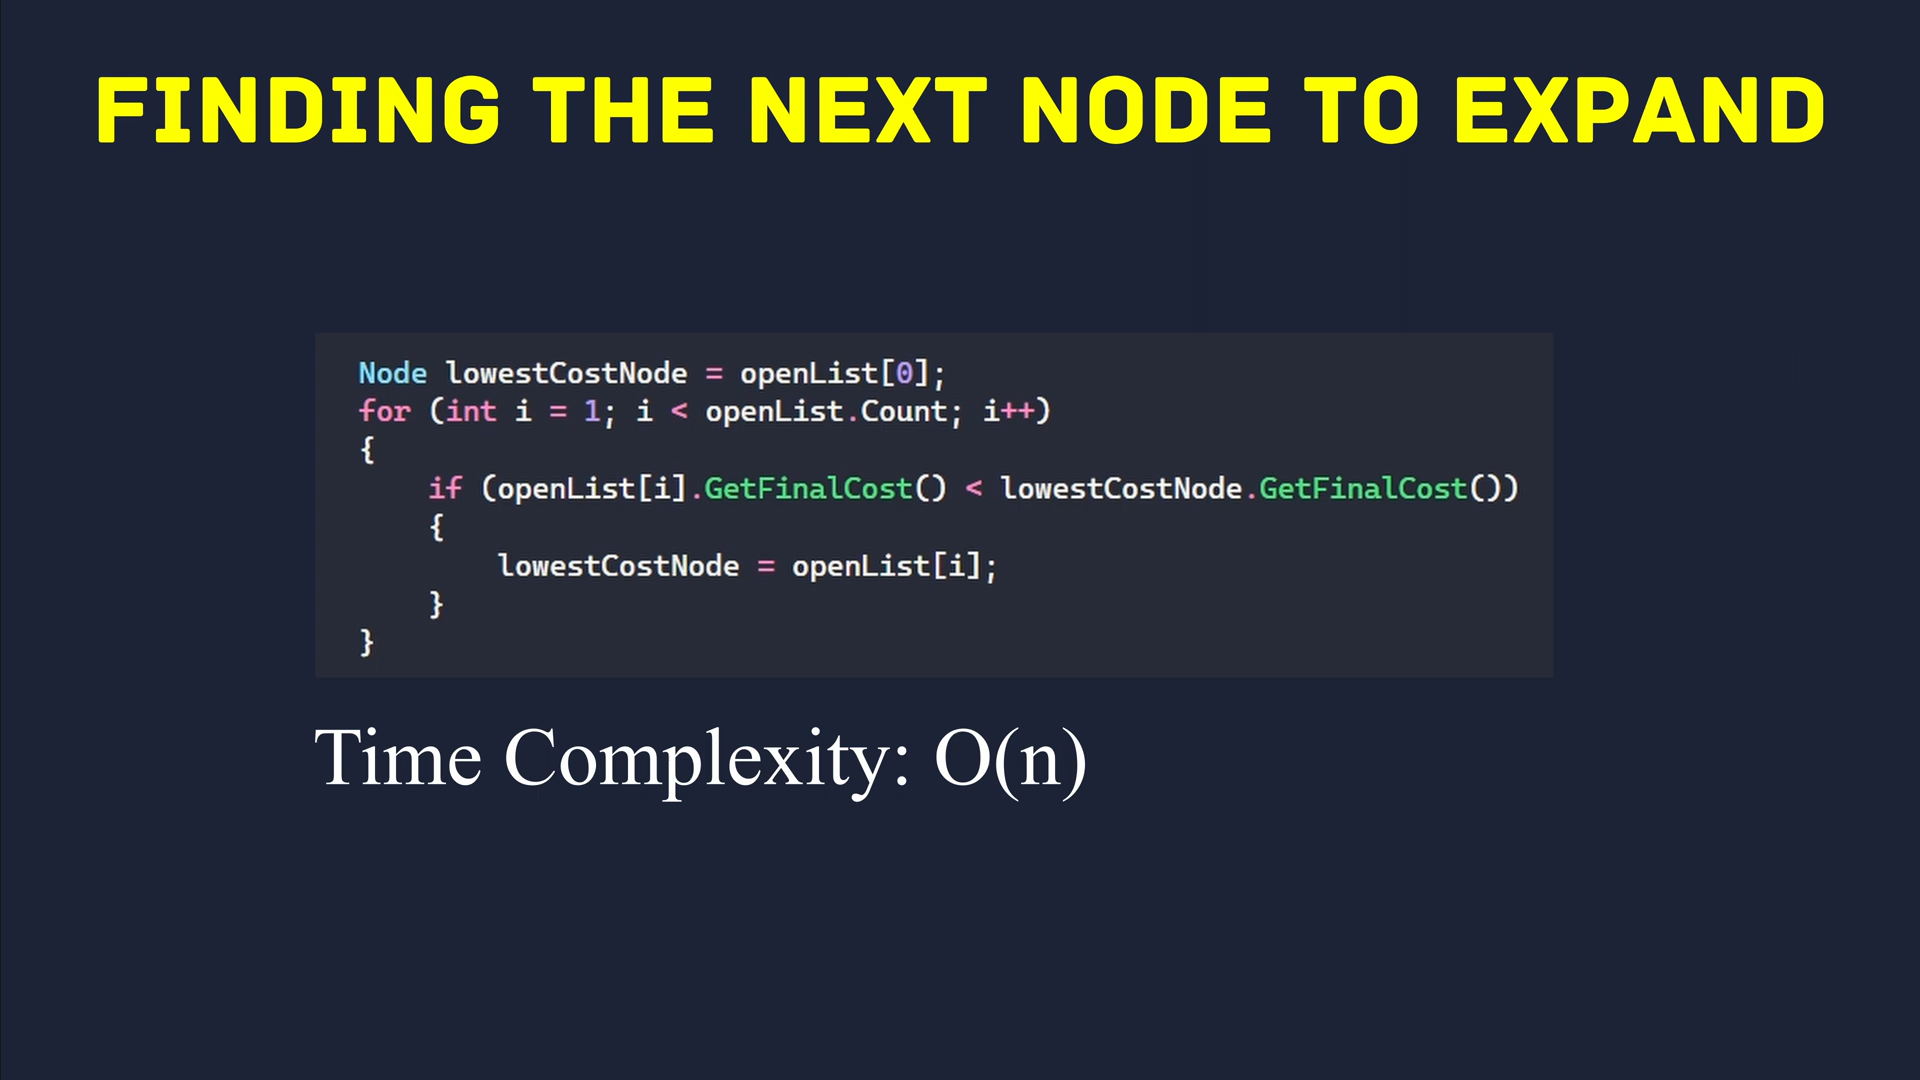 FINDING THE NEXT NODE TO EXPAND
Node lowestCostNode = openList[0];
for (int i = 1; i < openList.Count; i++)
{
    if (openList[i].GetFinalCost() < lowestCostNode.GetFinalCost())
    {
        lowestCostNode = openList[i];
    }
}
Time Complexity: O(n)